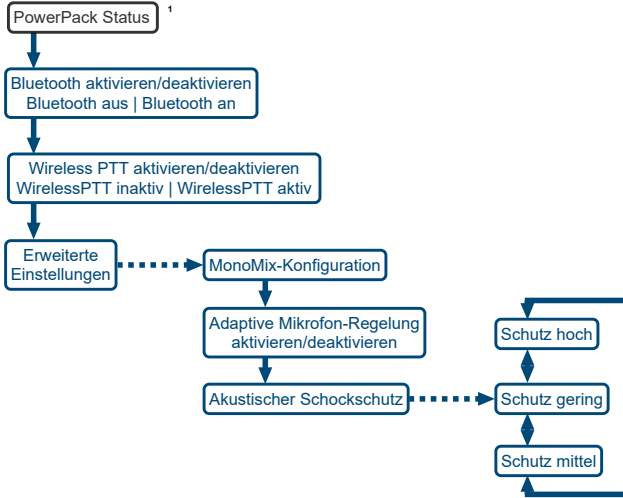 PowerPack Status 1
Bluetooth aktivieren/deaktivieren
Bluetooth aus | Bluetooth an
Wireless PTT aktivieren/deaktivieren
WirelessPTT inaktiv | WirelessPTT aktiv
Erweiterte
Einstellungen
MonoMix-Konfiguration
Adaptive Mikrofon-Regelung
aktivieren/deaktivieren
Akustischer Schockschutz
Schutz hoch
Schutz gering
Schutz mittel